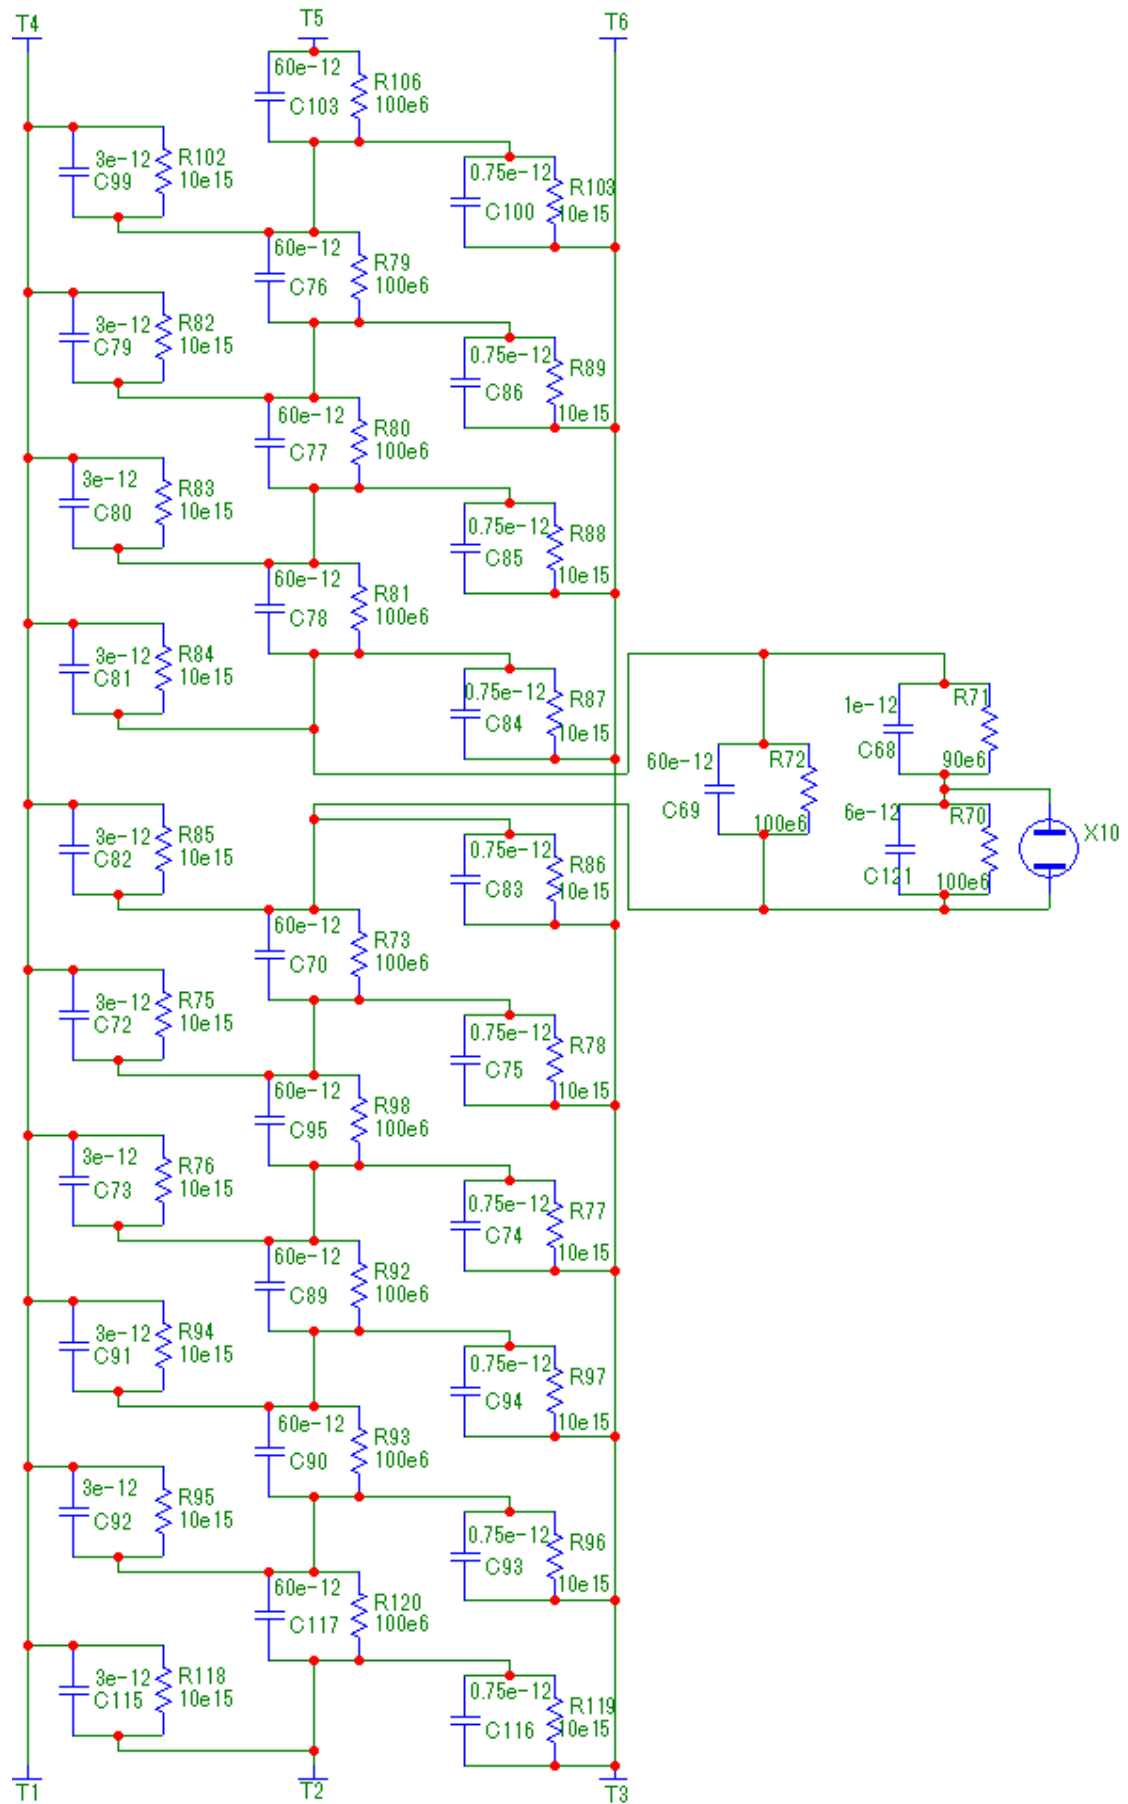 T4
T5
T6
60e-12
R106
C103
100e6
3e-12
R102
C99
10e15
0.75e-12
R103
C100
10e15
60e-12
R79
C76
100e6
3e-12
R82
C79
10e15
0.75e-12
R89
C86
10e15
60e-12
R80
C77
100e6
3e-12
R83
C80
10e15
0.75e-12
R88
C85
10e15
60e-12
R81
C78
100e6
3e-12
R84
C81
10e15
0.75e-12
R87
C84
10e15
60e-12
R72
C69
100e6
1e-12
R71
C68
90e6
6e-12
R70
C121
100e6
X10
3e-12
R85
C82
10e15
0.75e-12
R86
C83
10e15
60e-12
R73
C70
100e6
3e-12
R75
C72
10e15
0.75e-12
R78
C75
10e15
60e-12
R98
C95
100e6
3e-12
R76
C73
10e15
0.75e-12
R77
C74
10e15
60e-12
R92
C89
100e6
3e-12
R94
C91
10e15
0.75e-12
R97
C94
10e15
60e-12
R93
C90
100e6
3e-12
R95
C92
10e15
0.75e-12
R96
C93
10e15
60e-12
R120
C117
100e6
3e-12
R118
C115
10e15
0.75e-12
R119
C116
10e15
T1
T2
T3